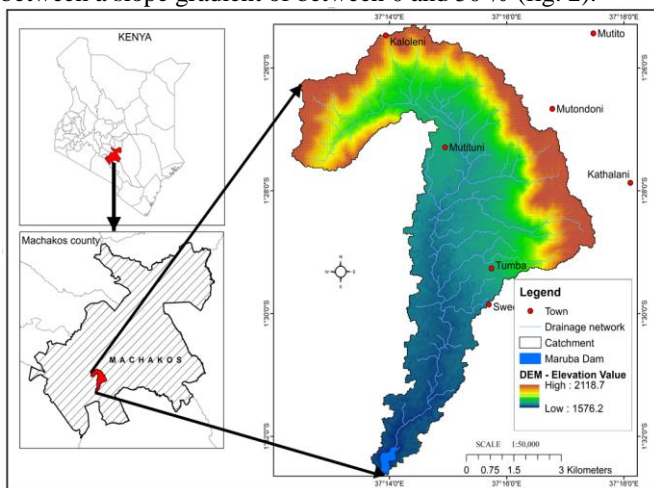 between a slope gradient of between 0 and 30 % (fig. 2).
KENYA
Machakos county
MACHAKOS
37°14'0"E
37°16'0"E
37°18'0"E
Kaloleni
Mutito
1°26'0"S
Mutondoni
Mutituni
Kathalani
1°28'0"S
Tumba
1°30'0"S
Swee
Legend
Town
Drainage network
Catchment
Maruba Dam
DEM - Elevation Value
High : 2118.7
Low : 1576.2
1°32'0"S
SCALE 1:50,000
0 0.75 1.5 3 Kilometers
37°14'0"E
37°16'0"E
37°18'0"E